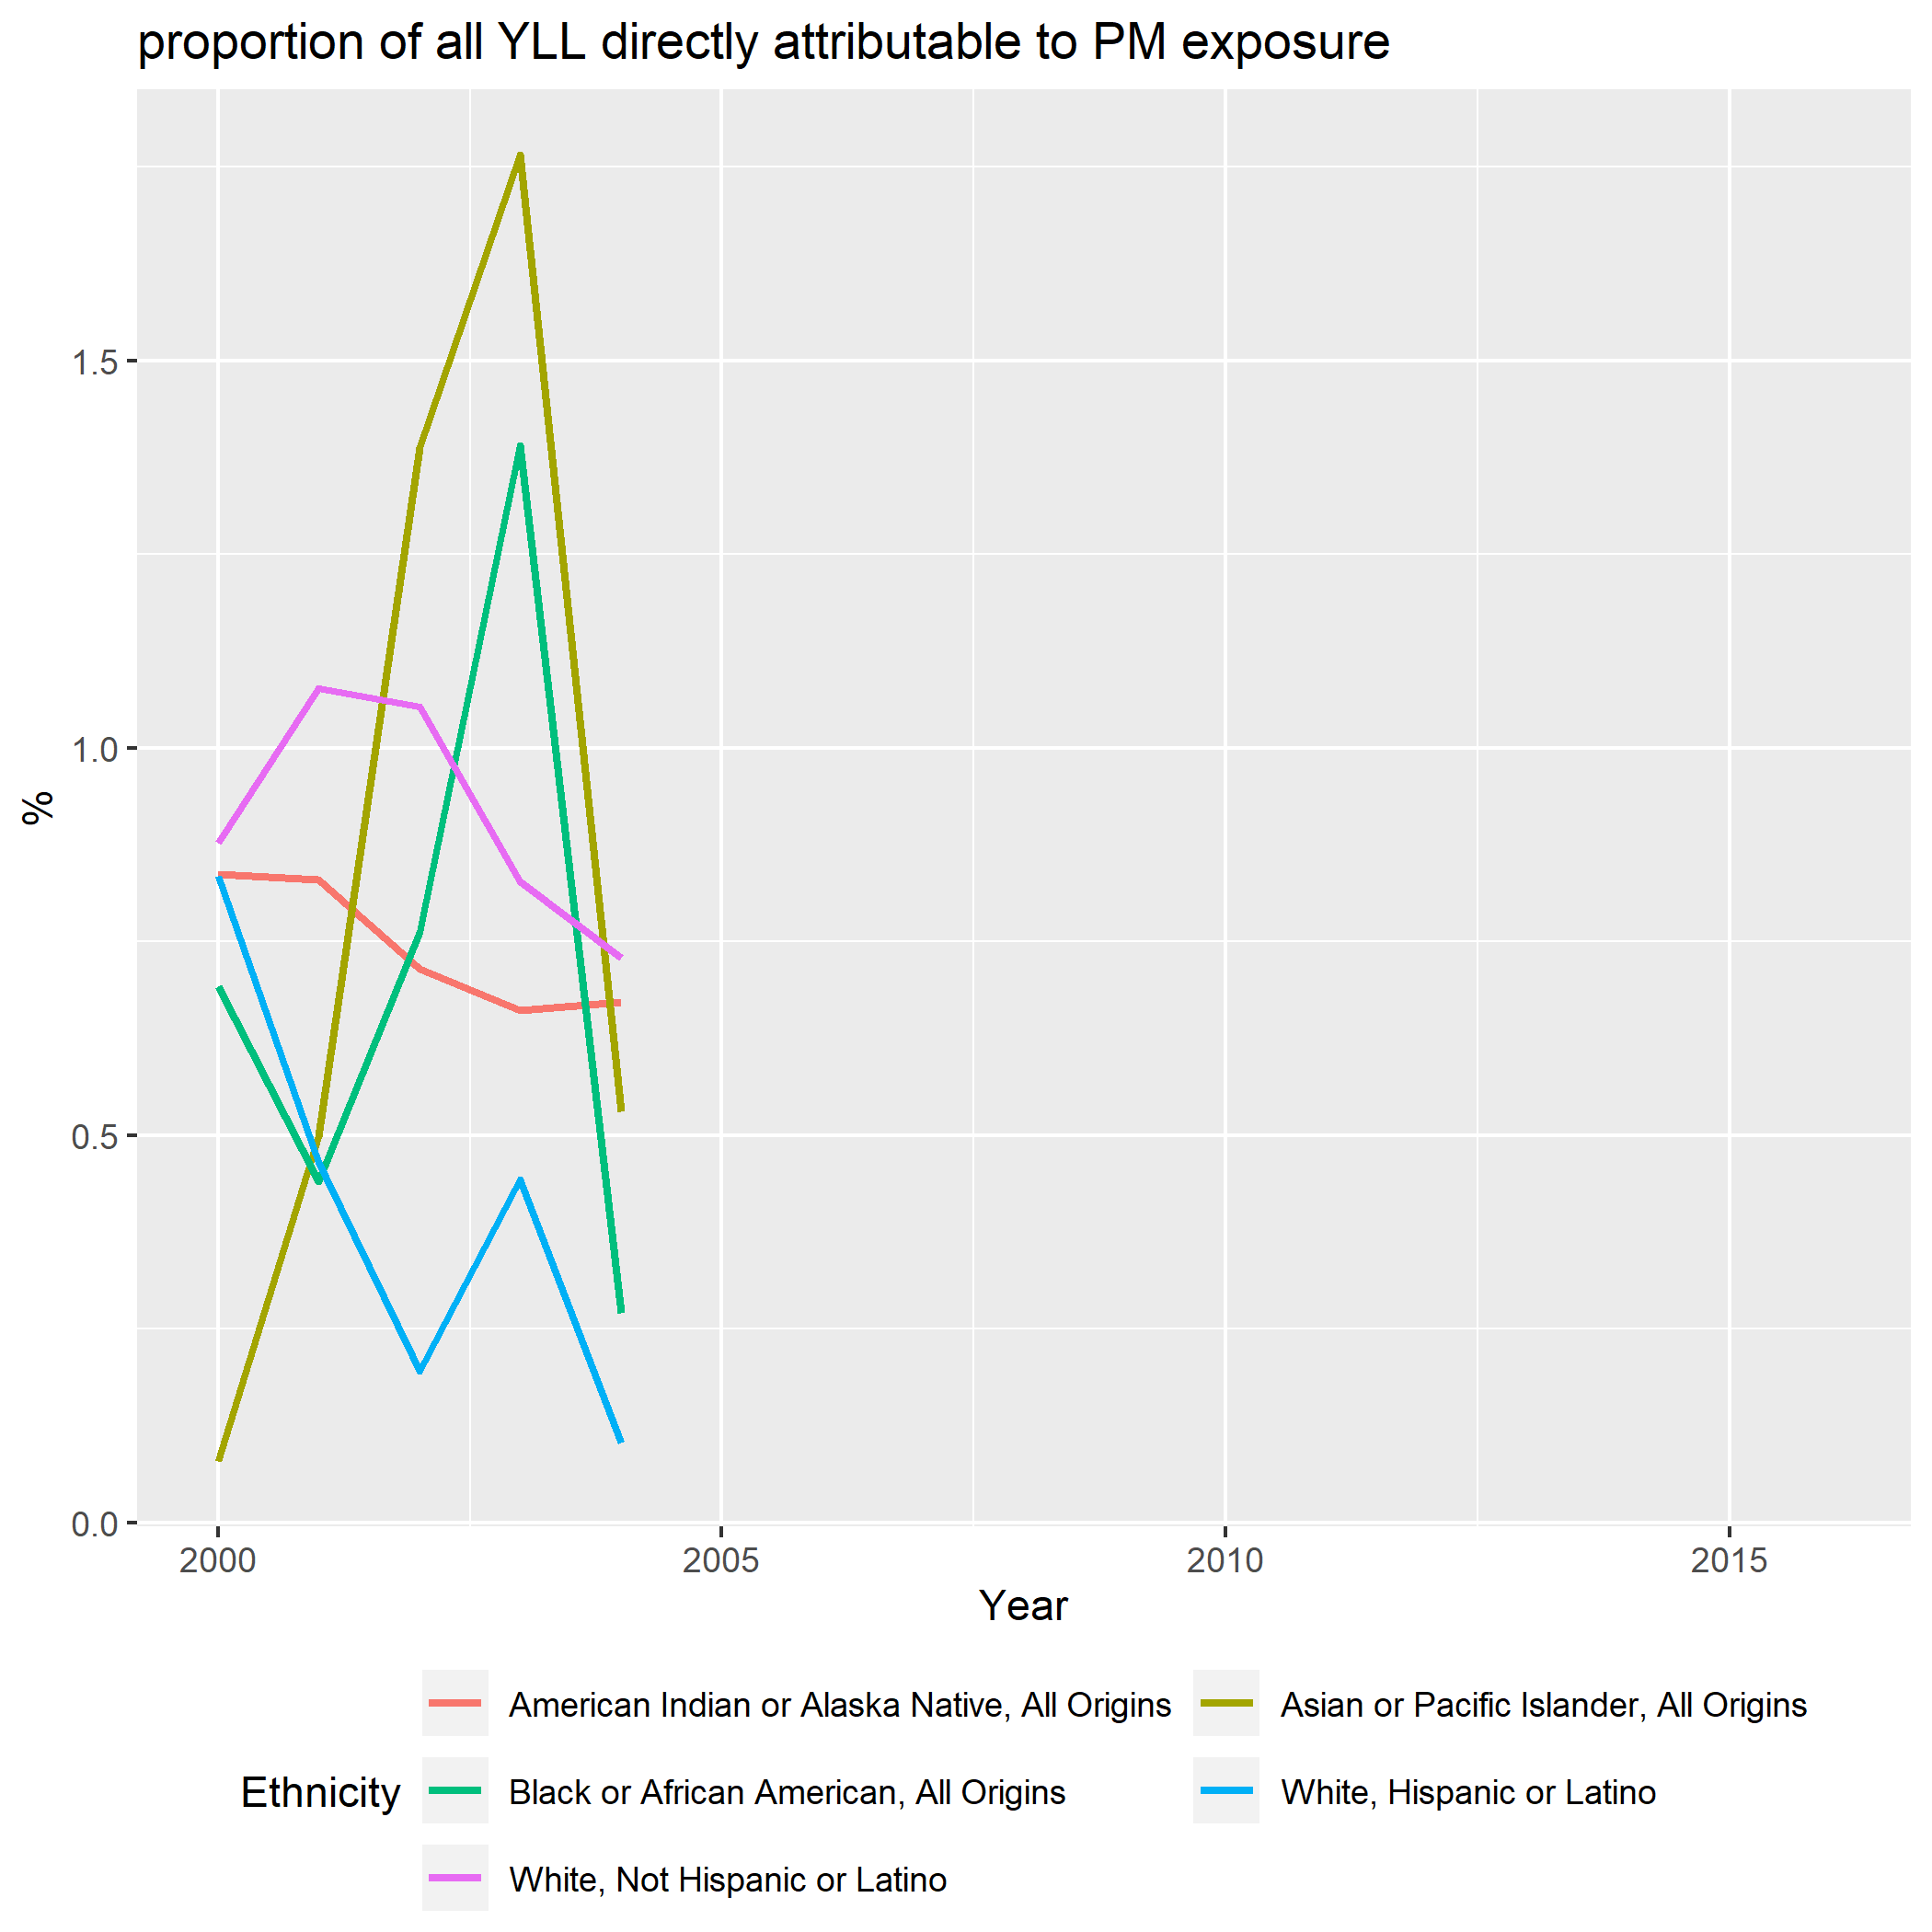 proportion of all YLL directly attributable to PM exposure
%
1.5
1.0
0.5
0.0
2000 2005 2010 2015
Year
Ethnicity
American Indian or Alaska Native, All Origins
Asian or Pacific Islander, All Origins
Black or African American, All Origins
White, Hispanic or Latino
White, Not Hispanic or Latino